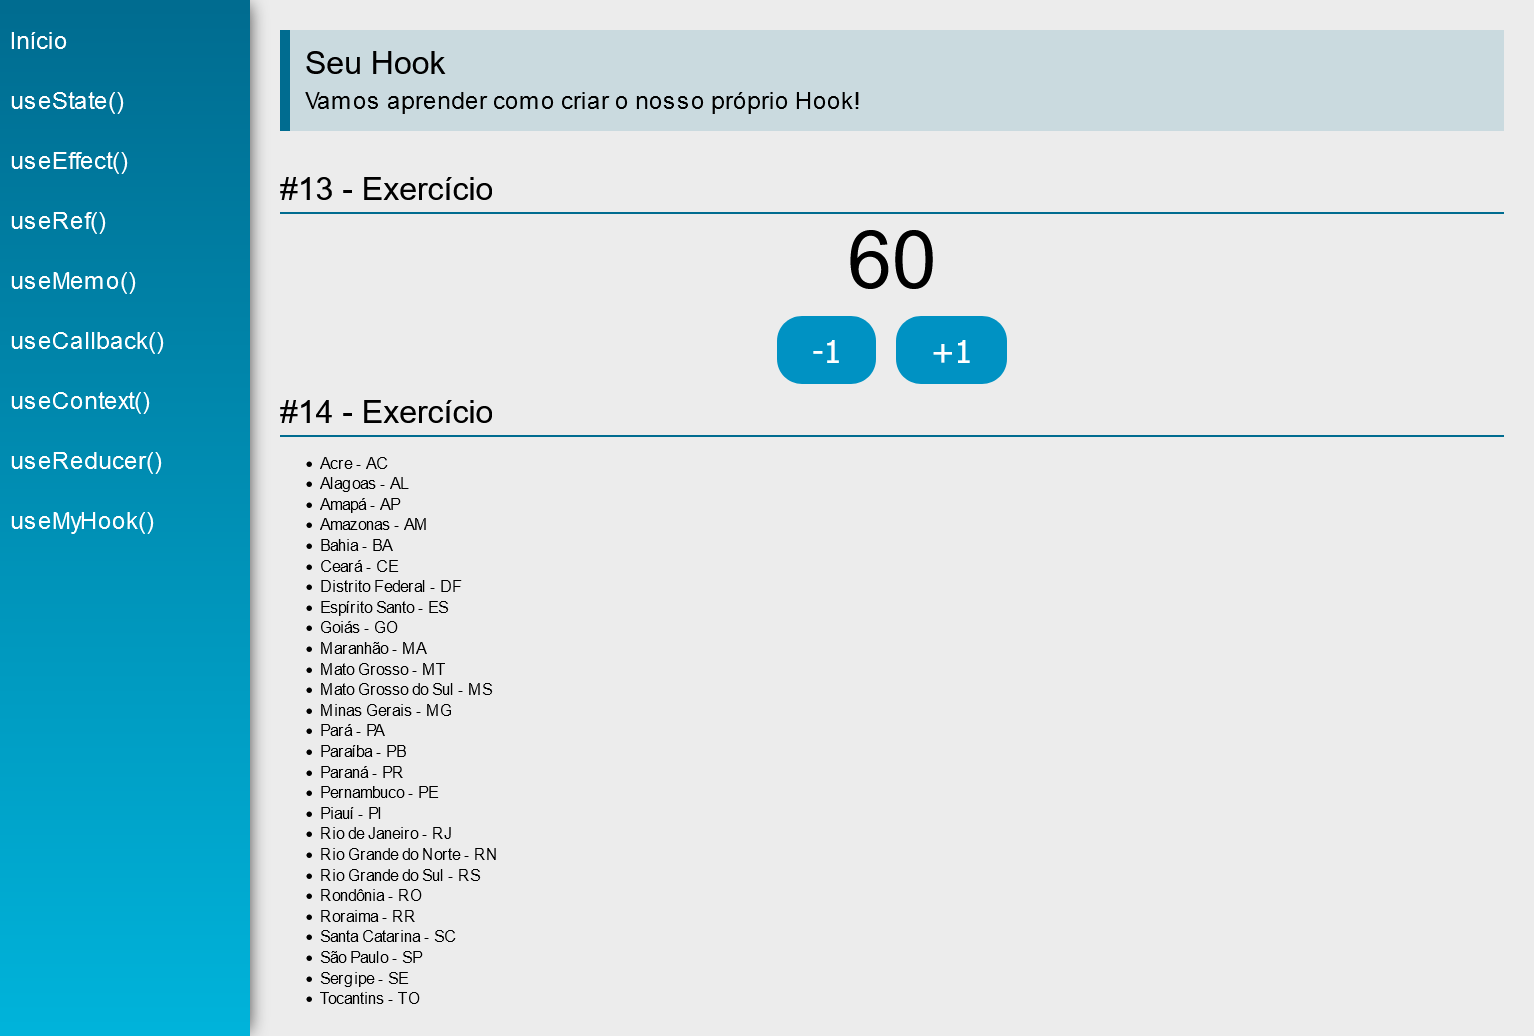 Início
useState()
useEffect()
useRef()
useMemo()
useCallback()
useContext()
useReducer()
useMyHook()
Seu Hook
Vamos aprender como criar o nosso próprio Hook!
#13 - Exercício
60
-1 +1
#14 - Exercício
• Acre - AC
• Alagoas - AL
• Amapá - AP
• Amazonas - AM
• Bahia - BA
• Ceará - CE
• Distrito Federal - DF
• Espírito Santo - ES
• Goiás - GO
• Maranhão - MA
• Mato Grosso - MT
• Mato Grosso do Sul - MS
• Minas Gerais - MG
• Pará - PA
• Paraíba - PB
• Paraná - PR
• Pernambuco - PE
• Piauí - PI
• Rio de Janeiro - RJ
• Rio Grande do Norte - RN
• Rio Grande do Sul - RS
• Rondônia - RO
• Roraima - RR
• Santa Catarina - SC
• São Paulo - SP
• Sergipe - SE
• Tocantins - TO